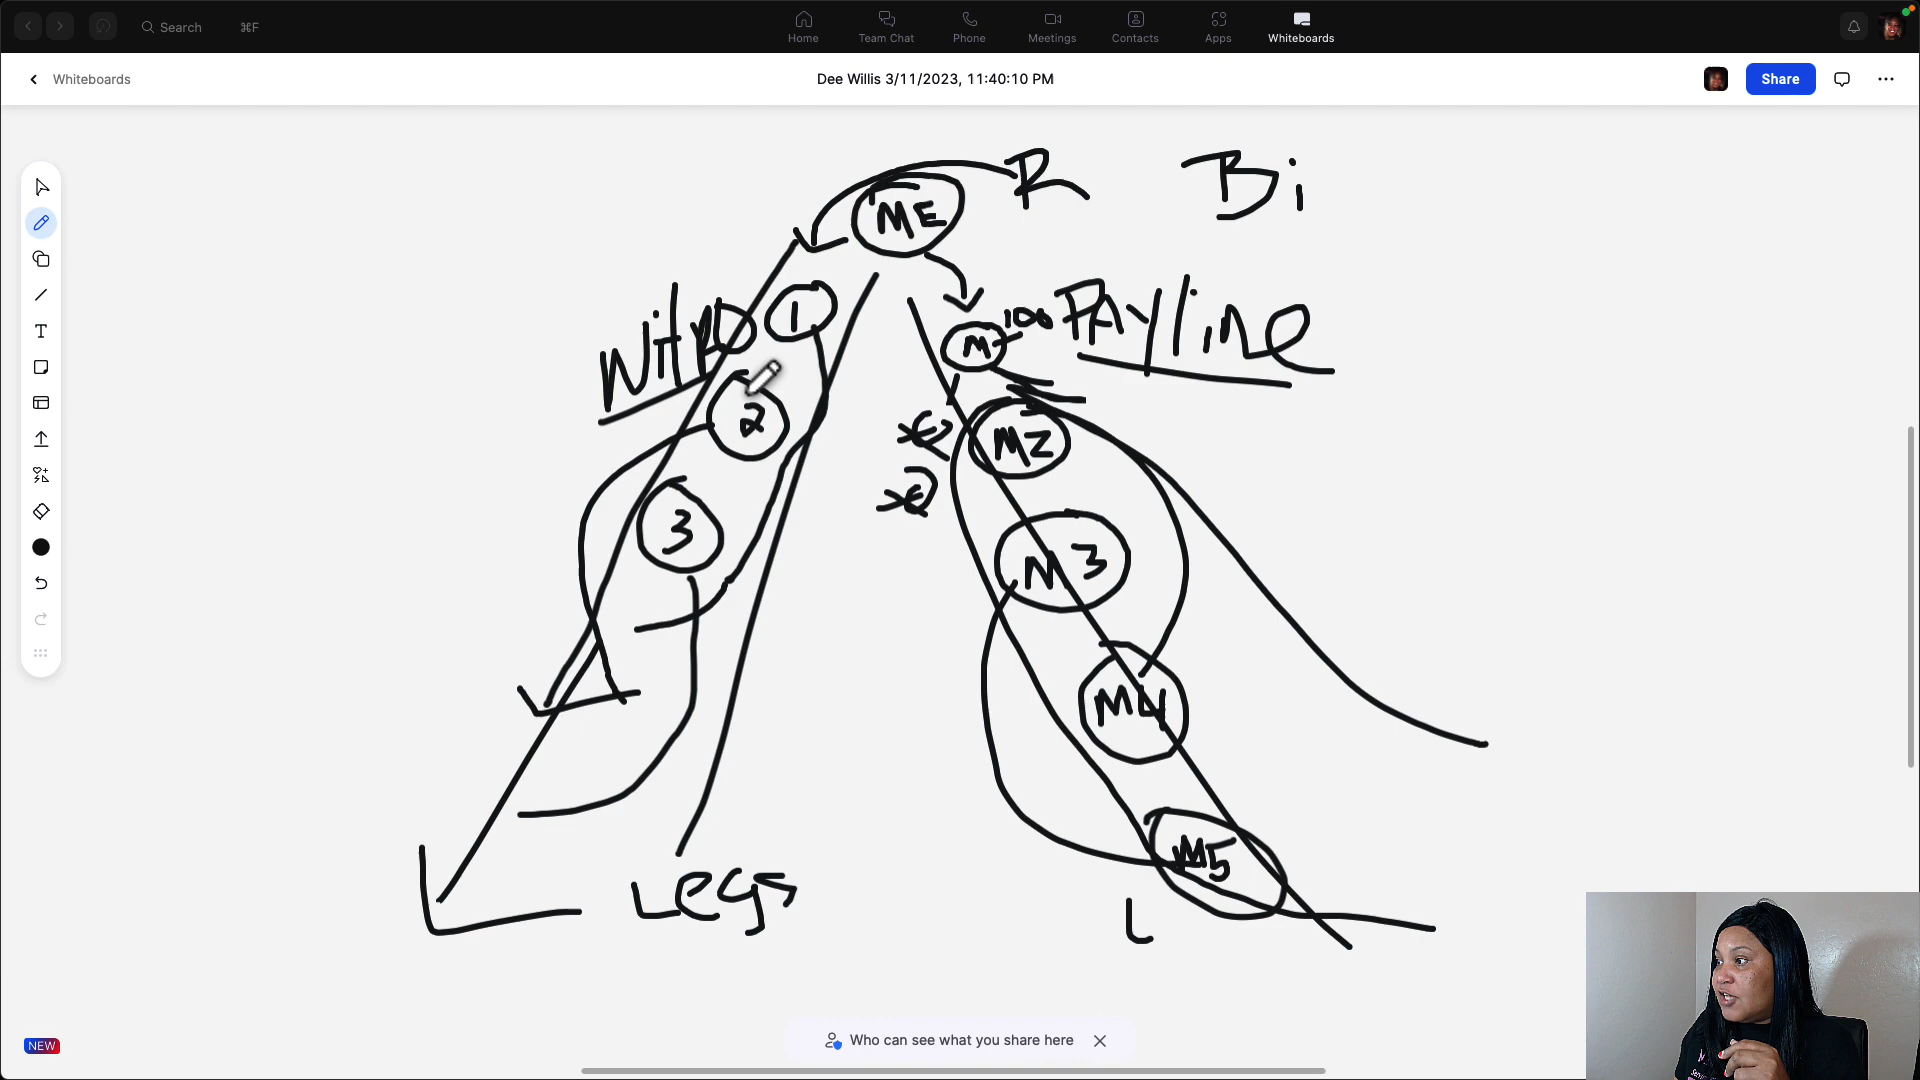 Search ⌘F
Home
Team Chat
Phone
Meetings
Contacts
Apps
Whiteboards
Whiteboards
Dee Willis 3/11/2023, 11:40:10 PM
Share
R
Bi
ME
1
M
100
PAyline
2
M2
3
M3
M4
M5
Legs
L
Who can see what you share here
NEW